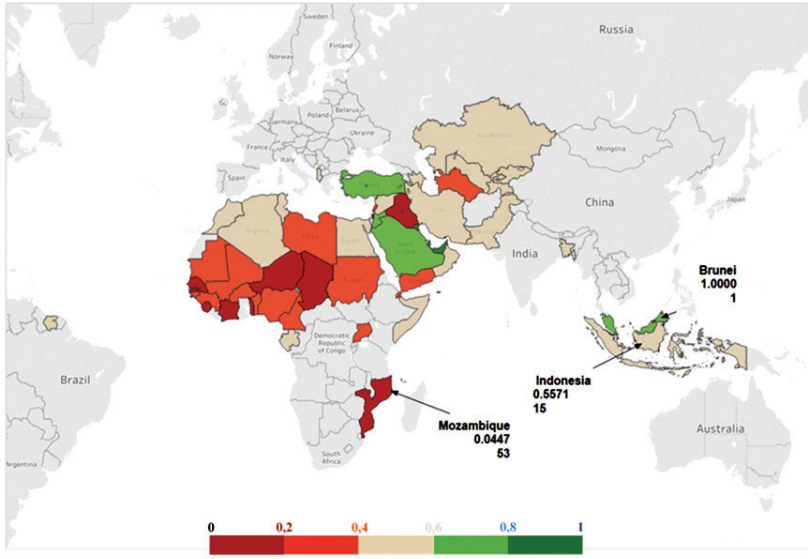 Sweden
Russia
Finland
Norway
Belarus
Poland
Germany
Ukraine
France
Kazakhstan
Mongolia
Italy
Spain
Japan
China
Iran
Algeria
Libya
Egypt
Saudi
Arabia
India
Sudan
Brunei
1.0000
1
Democratic
Republic
of Congo
Brazil
Indonesia
0.5571
15
Mozambique
0.0447
53
Australia
South
Africa
Argentina
0 0,2 0,4 0,6 0,8 1